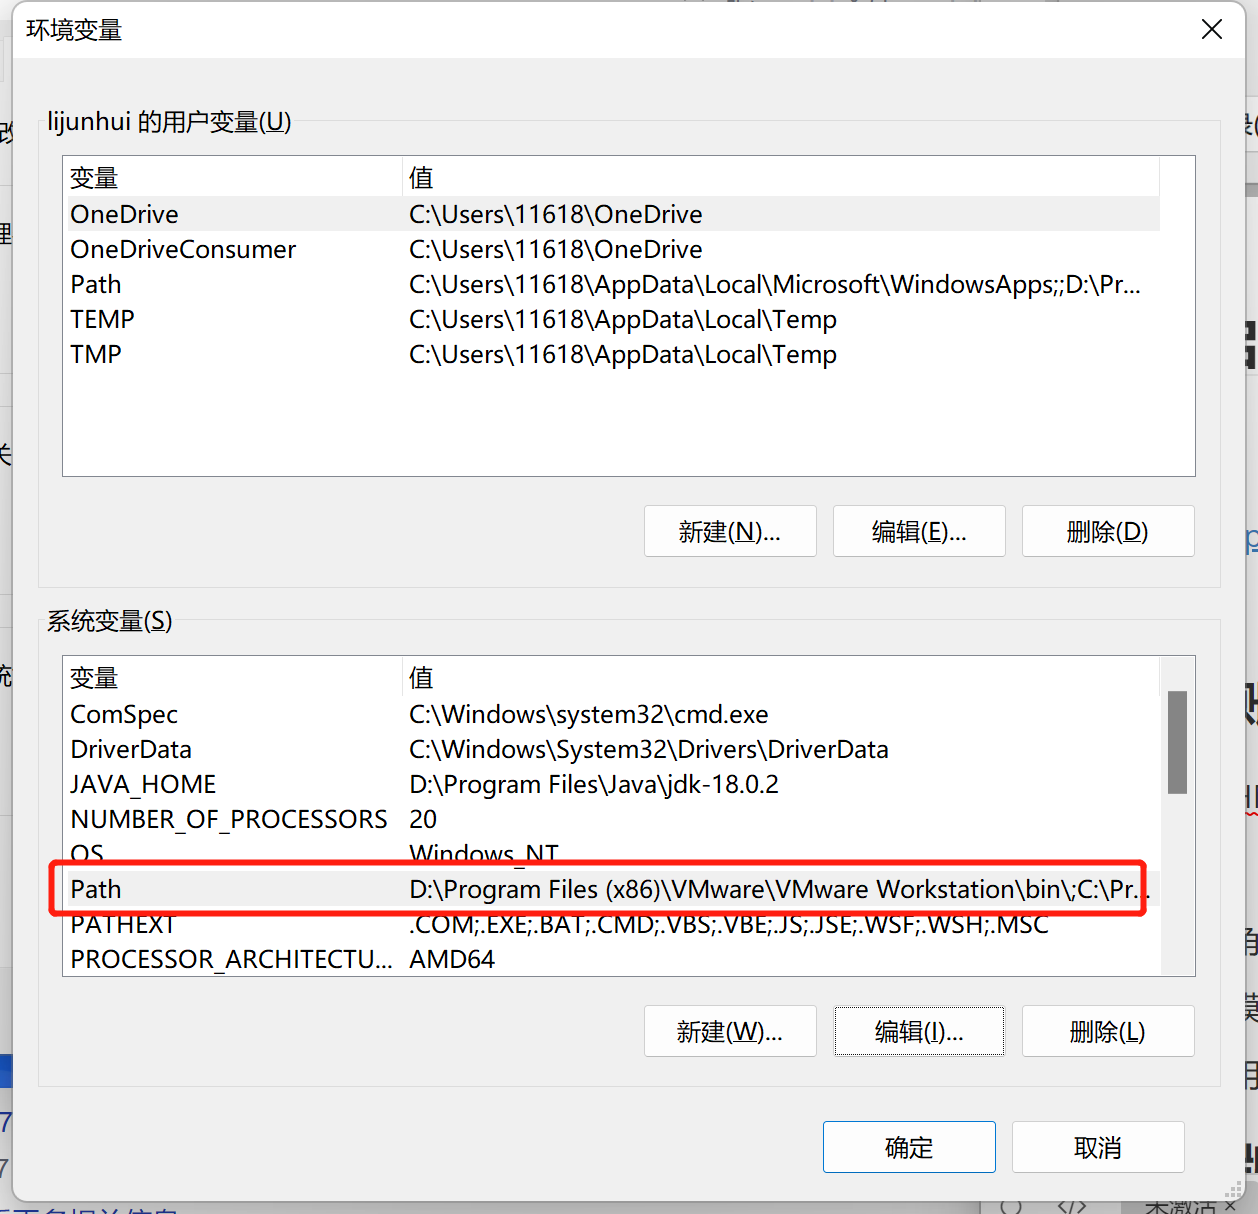 环境变量
lijunhui 的用户变量(U)
变量 值
OneDrive C:\Users\11618\OneDrive
OneDriveConsumer C:\Users\11618\OneDrive
Path C:\Users\11618\AppData\Local\Microsoft\WindowsApps;;D:\Pr...
TEMP C:\Users\11618\AppData\Local\Temp
TMP C:\Users\11618\AppData\Local\Temp
新建(N)... 编辑(E)... 删除(D)
系统变量(S)
变量 值
ComSpec C:\Windows\system32\cmd.exe
DriverData C:\Windows\System32\Drivers\DriverData
JAVA_HOME D:\Program Files\Java\jdk-18.0.2
NUMBER_OF_PROCESSORS 20
OS Windows_NT
Path D:\Program Files (x86)\VMware\VMware Workstation\bin\;C:\Pr...
PATHEXT .COM;.EXE;.BAT;.CMD;.VBS;.VBE;.JS;.JSE;.WSF;.WSH;.MSC
PROCESSOR_ARCHITECTU... AMD64
新建(W)... 编辑(I)... 删除(L)
确定 取消